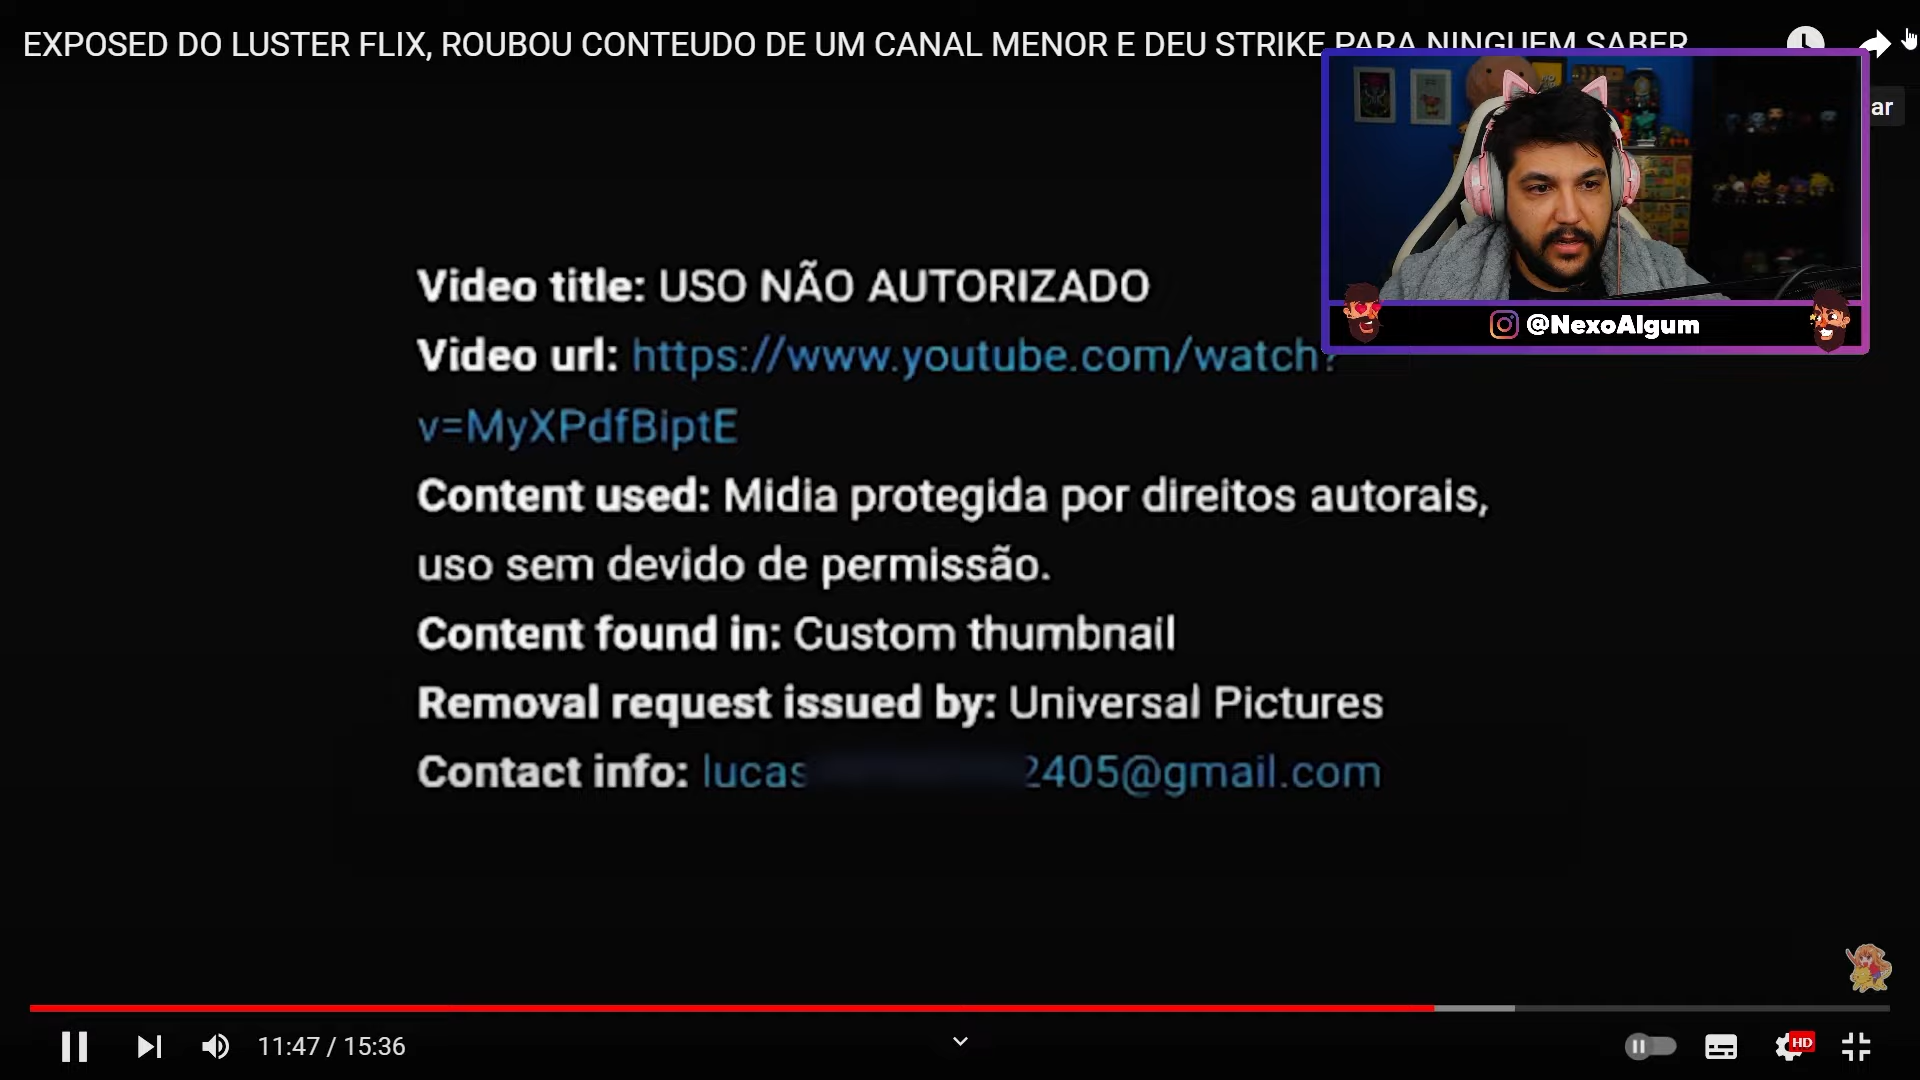 EXPOSED DO LUSTER FLIX, ROUBOU CONTEUDO DE UM CANAL MENOR E DEU STRIKE PARA NINGUEM SABER
ar
Video title: USO NÃO AUTORIZADO
@NexoAlgum
Video url: https://www.youtube.com/watch?
v=MyXPdfBiptE
Content used: Midia protegida por direitos autorais,
uso sem devido de permissão.
Content found in: Custom thumbnail
Removal request issued by: Universal Pictures
Contact info: lucas 2405@gmail.com
11:47 / 15:36
HD